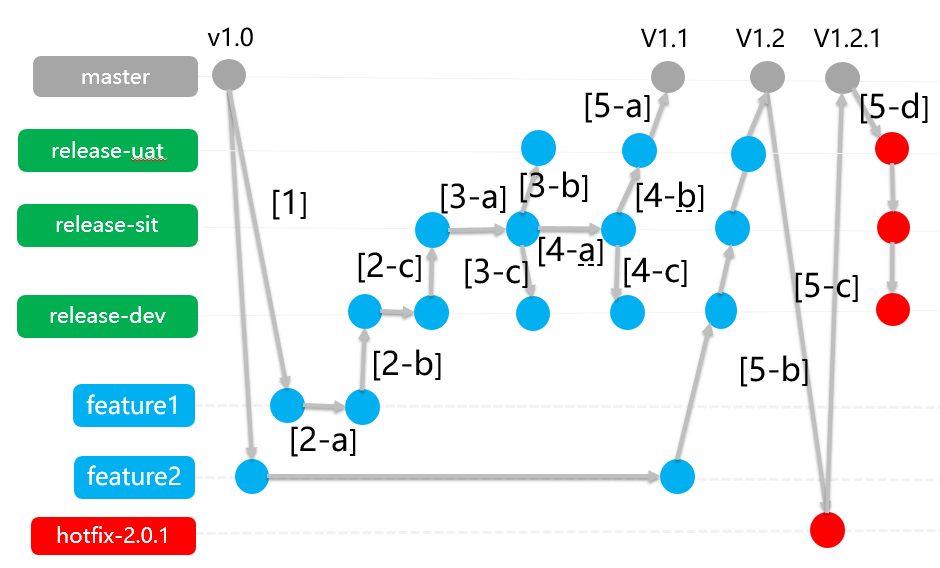 v1.0
V1.1
V1.2
V1.2.1
master
[5-a]
[5-d]
release-uat
[3-a]
[3-b]
[4-b]
[1]
release-sit
[2-c]
[3-c]
[4-a]
[4-c]
[5-c]
release-dev
[2-b]
[5-b]
feature1
[2-a]
feature2
hotfix-2.0.1